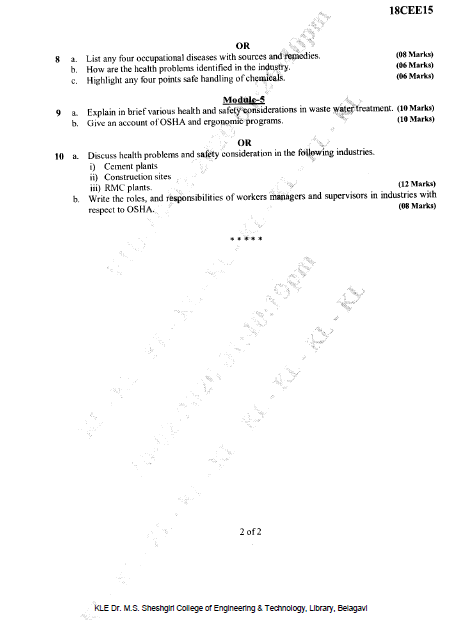 18CEE15
OR
8 a. List any four occupational diseases with sources and remedies. (08 Marks)
b. How are the health problems identified in the industry. (06 Marks)
c. Highlight any four points safe handling of chemicals. (06 Marks)
Module-5
9 a. Explain in brief various health and safety considerations in waste water treatment. (10 Marks)
b. Give an account of OSHA and ergonomic programs. (10 Marks)
OR
10 a. Discuss health problems and safety consideration in the following industries.
i) Cement plants
ii) Construction sites
iii) RMC plants. (12 Marks)
b. Write the roles, and responsibilities of workers managers and supervisors in industries with
respect to OSHA. (08 Marks)
*****
KL - KL - KL - KL
2 of 2
KLE Dr. M.S. Sheshgiri College of Engineering & Technology, Library, Belagavi